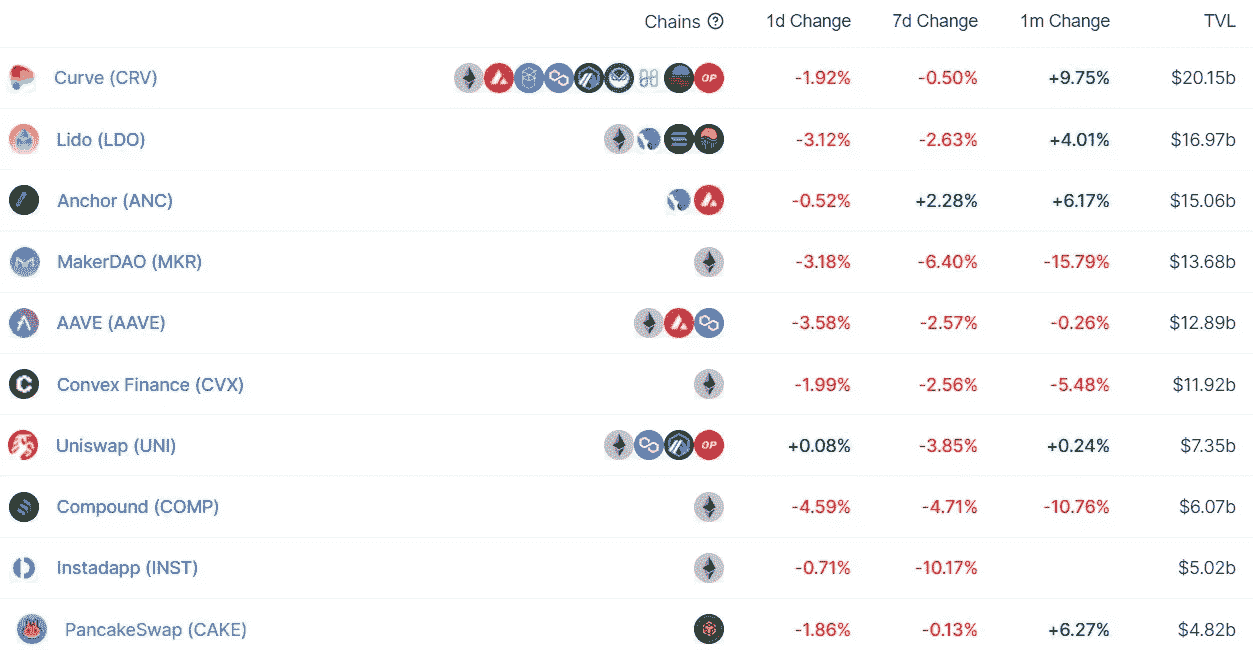 Chains ? 1d Change 7d Change 1m Change TVL
Curve (CRV) OP -1.92% -0.50% +9.75% $20.15b
Lido (LDO) -3.12% -2.63% +4.01% $16.97b
Anchor (ANC) -0.52% +2.28% +6.17% $15.06b
MakerDAO (MKR) -3.18% -6.40% -15.79% $13.68b
AAVE (AAVE) -3.58% -2.57% -0.26% $12.89b
Convex Finance (CVX) -1.99% -2.56% -5.48% $11.92b
Uniswap (UNI) OP +0.08% -3.85% +0.24% $7.35b
Compound (COMP) -4.59% -4.71% -10.76% $6.07b
Instadapp (INST) -0.71% -10.17% $5.02b
PancakeSwap (CAKE) -1.86% -0.13% +6.27% $4.82b